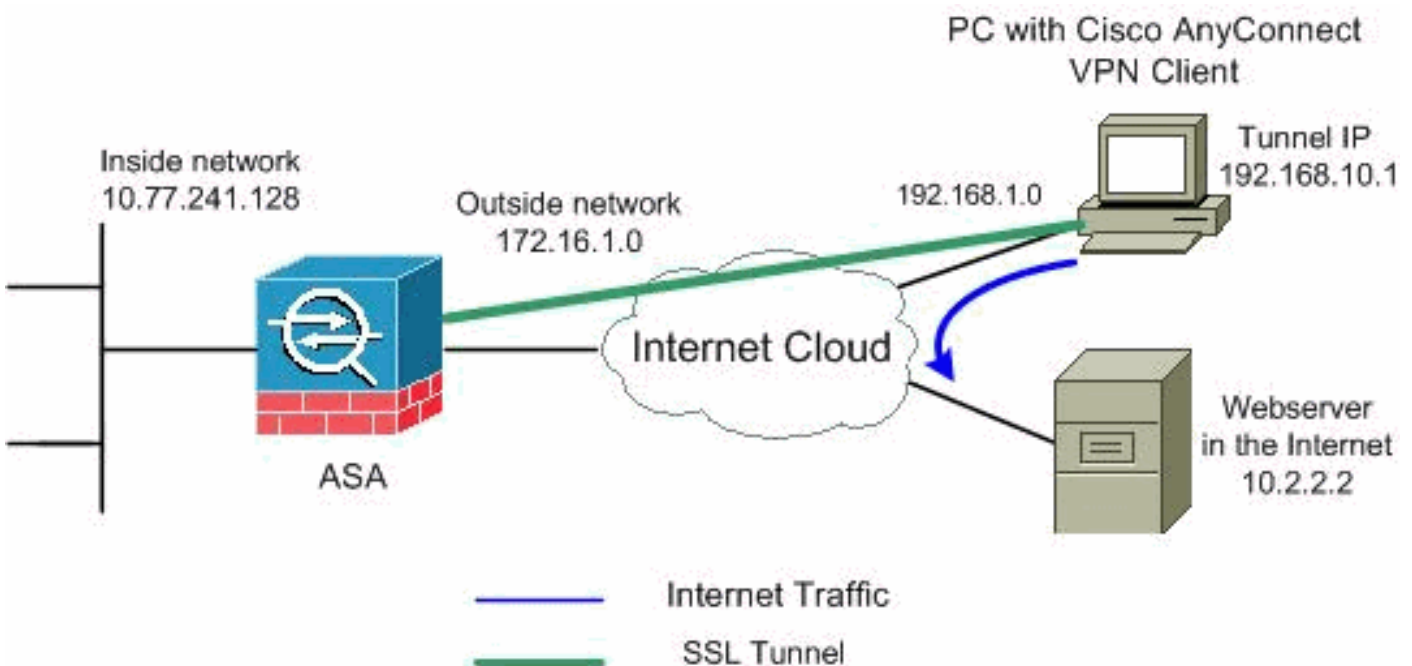 PC with Cisco AnyConnect
VPN Client
Tunnel IP
192.168.10.1
Inside network
10.77.241.128
Outside network
172.16.1.0
192.168.1.0
Internet Cloud
ASA
Webserver
in the Internet
10.2.2.2
Internet Traffic
SSL Tunnel